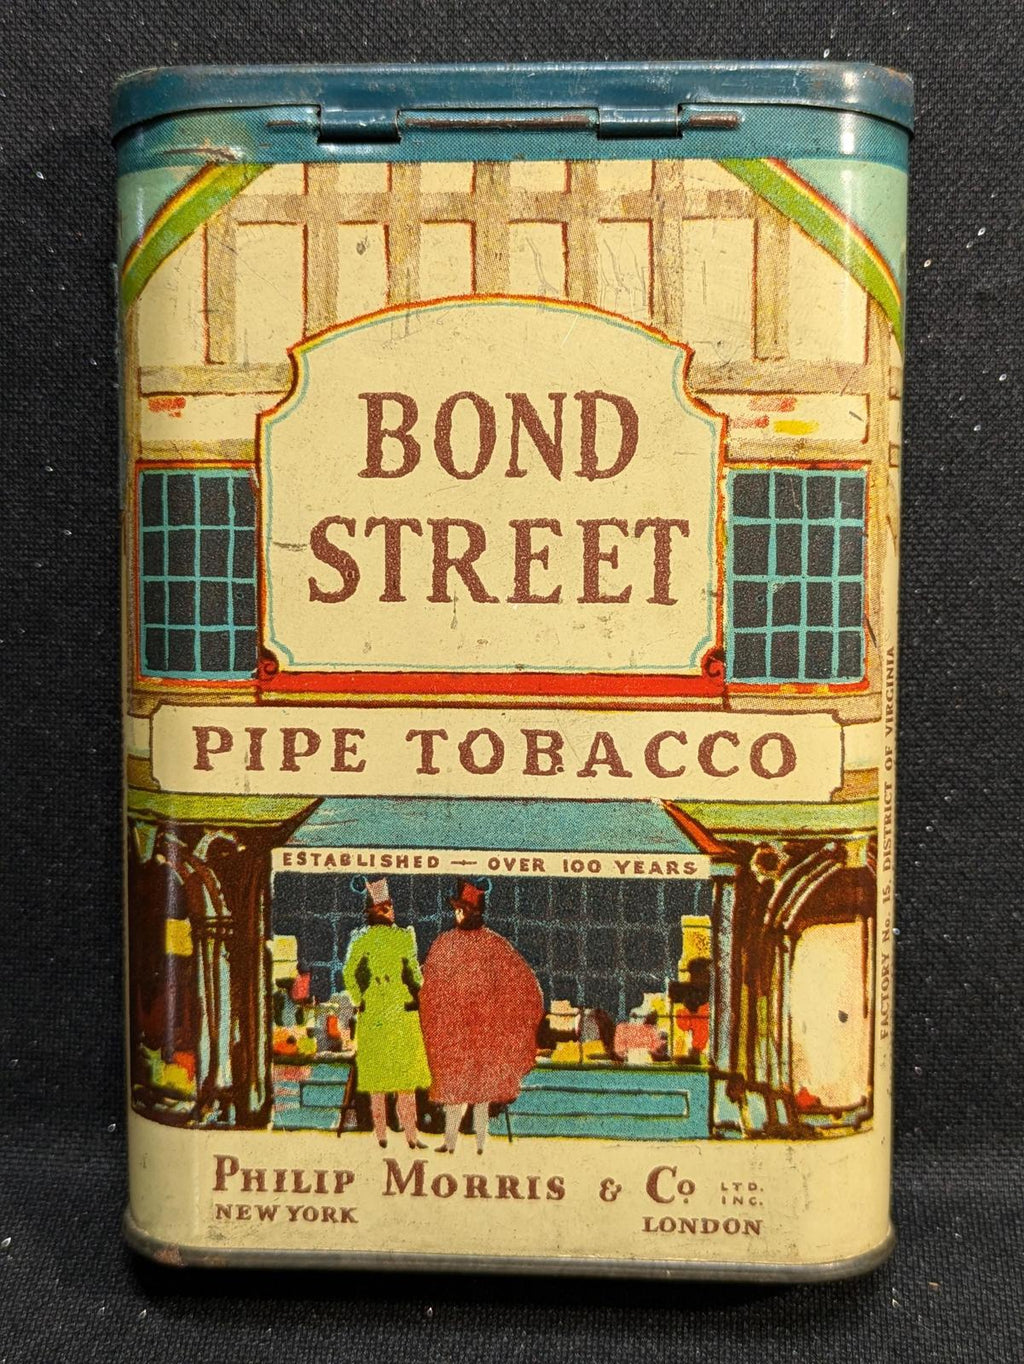 BOND
STREET
PIPE TOBACCO
ESTABLISHED — OVER 100 YEARS
PHILIP MORRIS & Co. LTD. INC.
NEW YORK LONDON
FACTORY No. 15, DISTRICT OF VIRGINIA